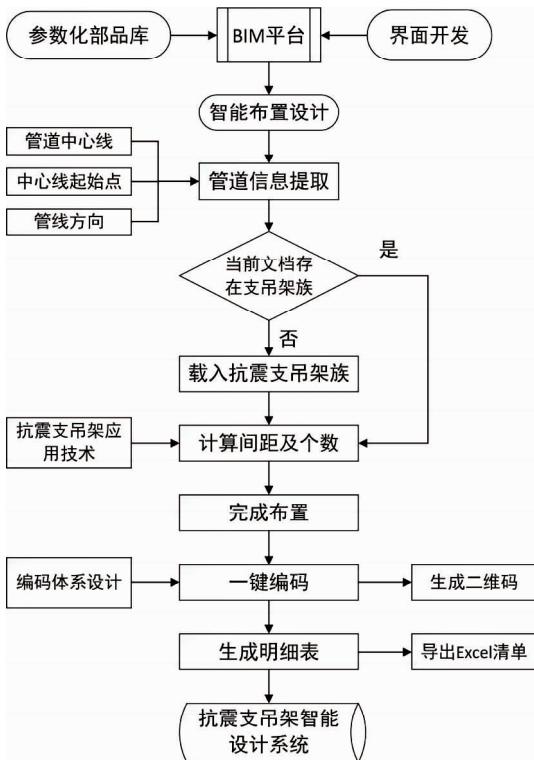 参数化部品库
BIM平台
界面开发
智能布置设计
管道中心线
中心线起始点
管线方向
管道信息提取
当前文档存
在支吊架族
是
否
载入抗震支吊架族
抗震支吊架应
用技术
计算间距及个数
完成布置
编码体系设计
一键编码
生成二维码
生成明细表
导出Excel清单
抗震支吊架智能
设计系统